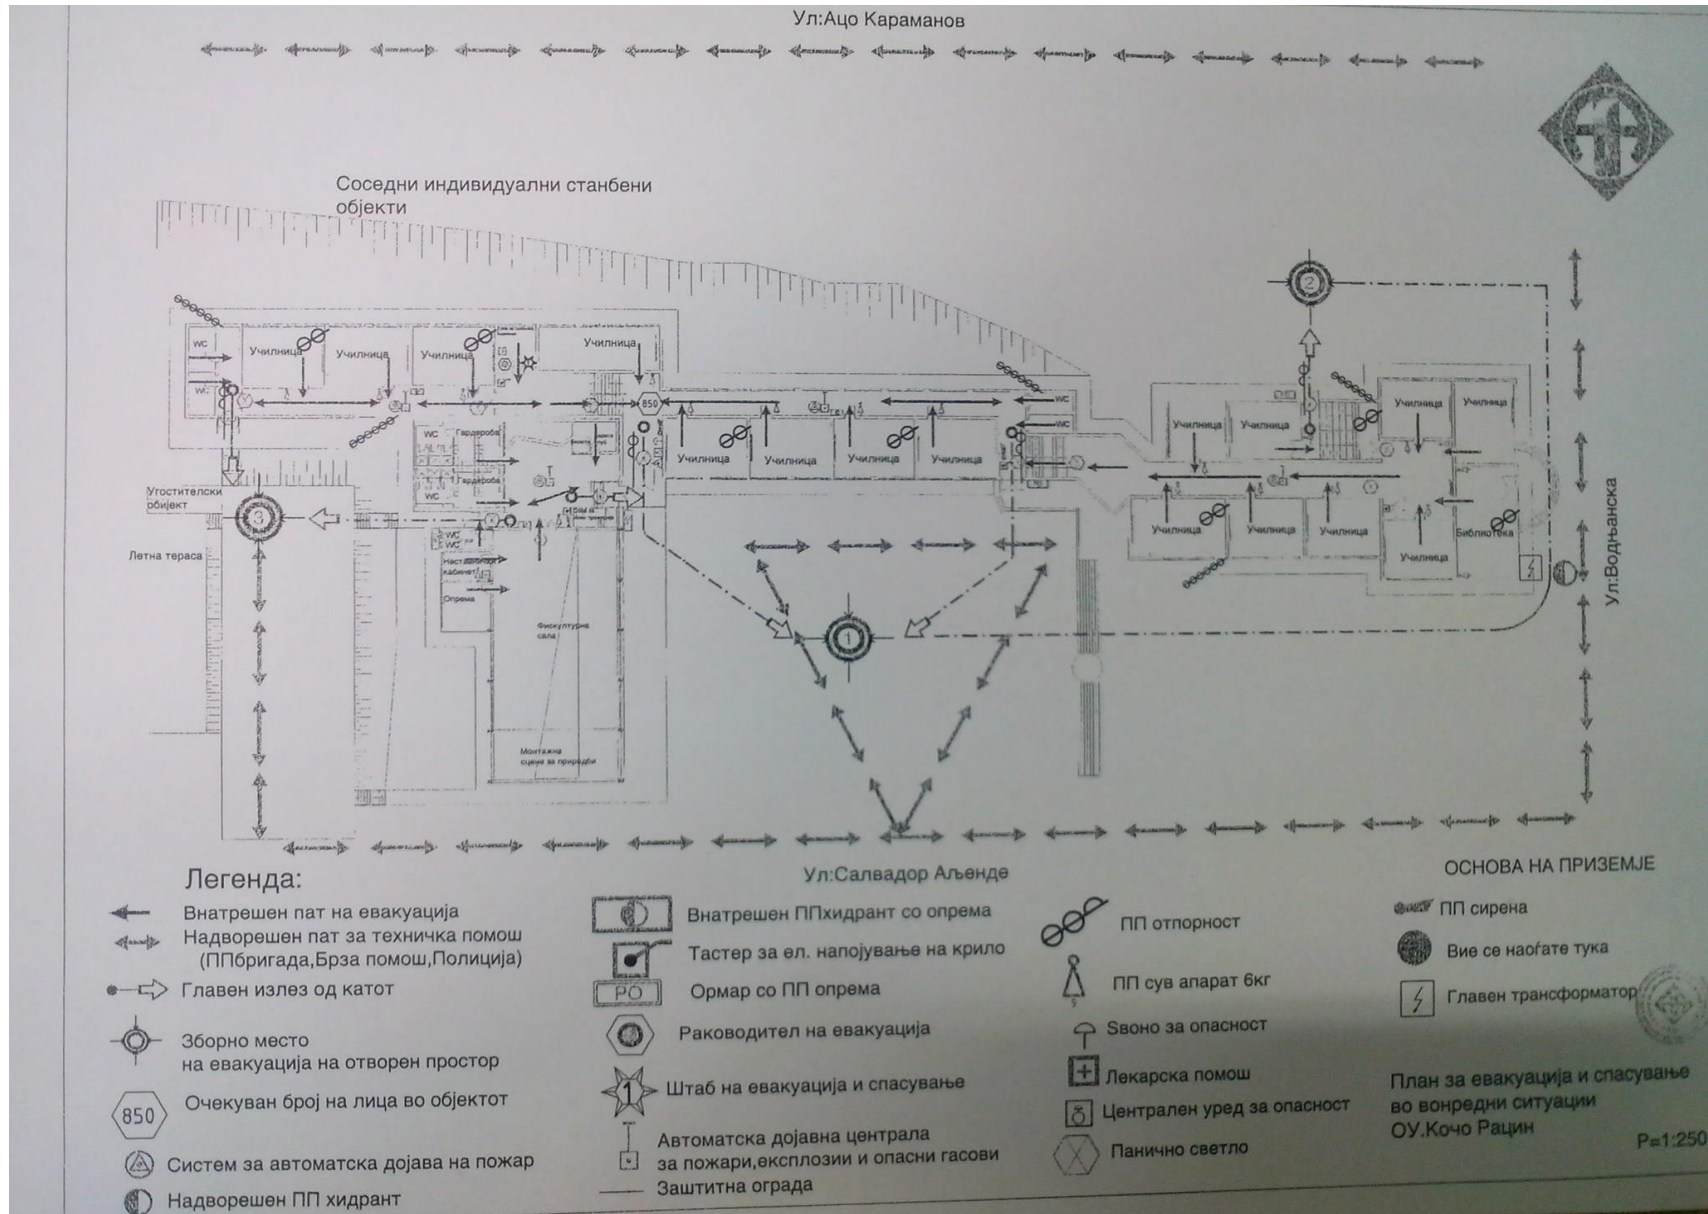 Ул:Ацо Караманов
Соседни индивидуални станбени
објекти
2
WC
Училница
Училница
Училница
Училница
WC
850
WC
WC
Училница
Училница
Училница
Училница
WC
Гардероба
Гардероба
WC
Училница
Училница
Училница
Училница
Училница
Училница
Училница
Училница
Библиотека
Угостителски
објект
3
Летна тераса
WC
WC
Наставнички
кабинет
Опрема
Фискултурна
сала
1
Монтажна
сцена за приредби
Ул:Водњанска
Ул:Салвадор Аљенде
ОСНОВА НА ПРИЗЕМЈЕ
Легенда:
Внатрешен пат на евакуација
Надворешен пат за техничка помош
(ППбригада,Брза помош,Полиција)
Главен излез од катот
Зборно место
на евакуација на отворен простор
850
Очекуван број на лица во објектот
Систем за автоматска дојава на пожар
Надворешен ПП хидрант
Внатрешен ППхидрант со опрема
Тастер за ел. напојување на крило
РО
Ормар со ПП опрема
Раководител на евакуација
1
Штаб на евакуација и спасување
Автоматска дојавна централа
за пожари,експлозии и опасни гасови
Заштитна ограда
ПП отпорност
ПП сув апарат 6кг
Ѕвоно за опасност
Лекарска помош
Централен уред за опасност
Панично светло
ПП сирена
Вие се наоѓате тука
Главен трансформатор
План за евакуација и спасување
во вонредни ситуации
ОУ.Кочо Рацин
Р=1:250